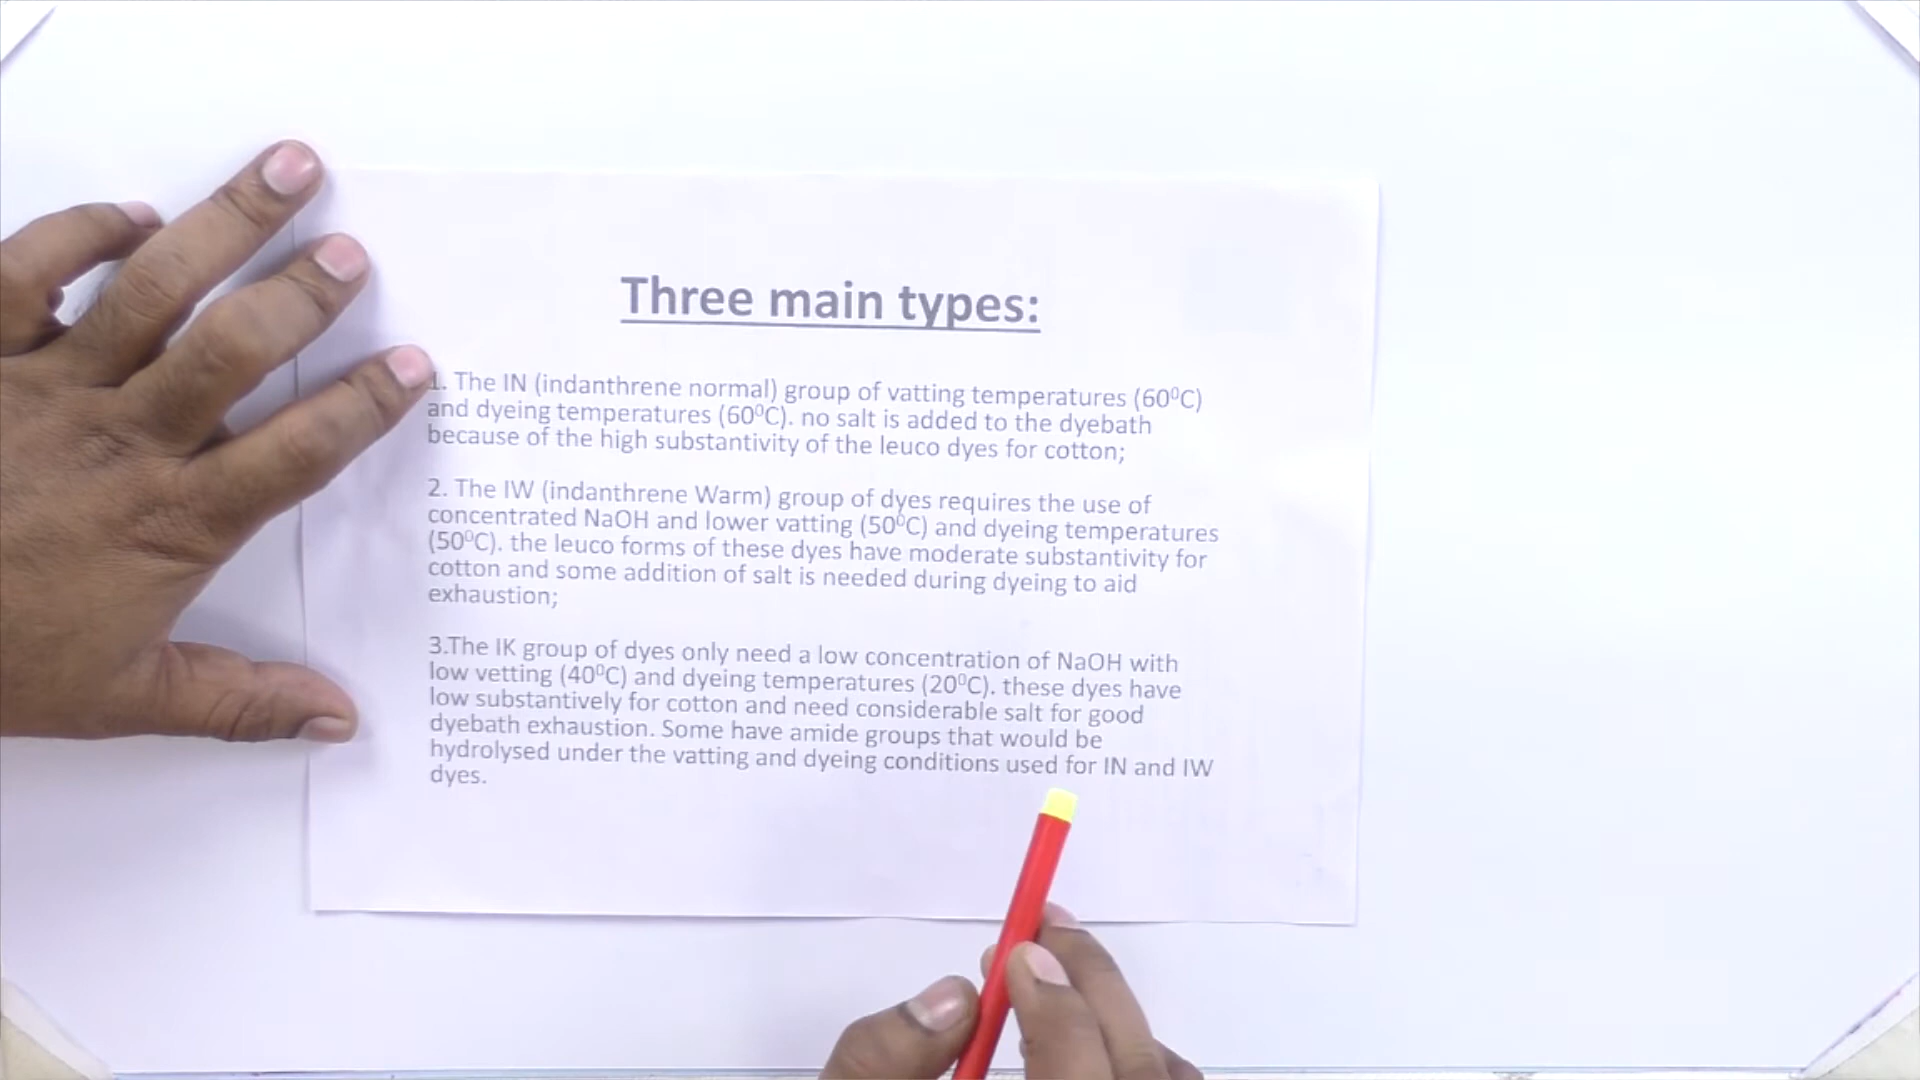 Three main types:
1. The IN (indanthrene normal) group of vatting temperatures (60⁰C)
and dyeing temperatures (60⁰C). no salt is added to the dyebath
because of the high substantivity of the leuco dyes for cotton;
2. The IW (indanthrene Warm) group of dyes requires the use of
concentrated NaOH and lower vatting (50⁰C) and dyeing temperatures
(50⁰C). the leuco forms of these dyes have moderate substantivity for
cotton and some addition of salt is needed during dyeing to aid
exhaustion;
3.The IK group of dyes only need a low concentration of NaOH with
low vetting (40⁰C) and dyeing temperatures (20⁰C). these dyes have
low substantively for cotton and need considerable salt for good
dyebath exhaustion. Some have amide groups that would be
hydrolysed under the vatting and dyeing conditions used for IN and IW
dyes.